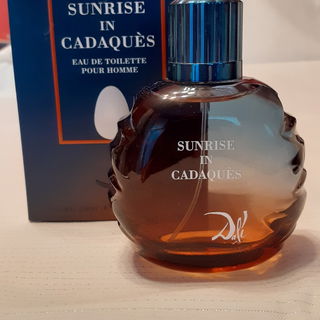 SUNRISE
IN
CADAQUÈS
EAU DE TOILETTE
POUR HOMME
SUNRISE
IN
CADAQUÈS
Dalí